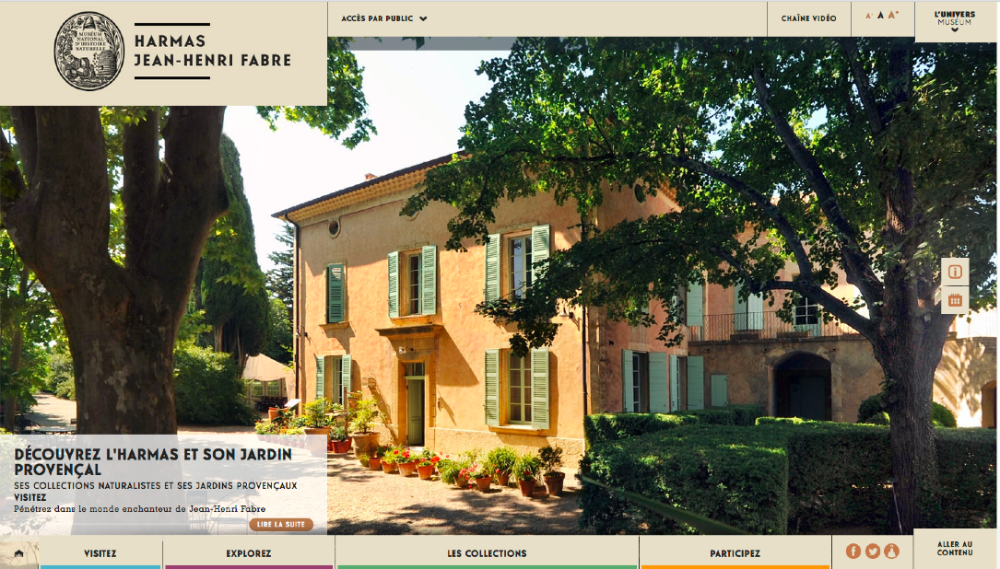 ACCÈS PAR PUBLIC
CHAÎNE VIDÉO
A- A A+
L'UNIVERS
MUSÉUM
MUSÉUM
NATIONAL
D'HISTOIRE
NATURELLE
HARMAS
JEAN-HENRI FABRE
DÉCOUVREZ L'HARMAS ET SON JARDIN
PROVENÇAL
SES COLLECTIONS NATURALISTES ET SES JARDINS PROVENÇAUX
VISITEZ
Pénétrez dans le monde enchanteur de Jean-Henri Fabre
LIRE LA SUITE
VISITEZ
EXPLOREZ
LES COLLECTIONS
PARTICIPEZ
ALLER AU
CONTENU